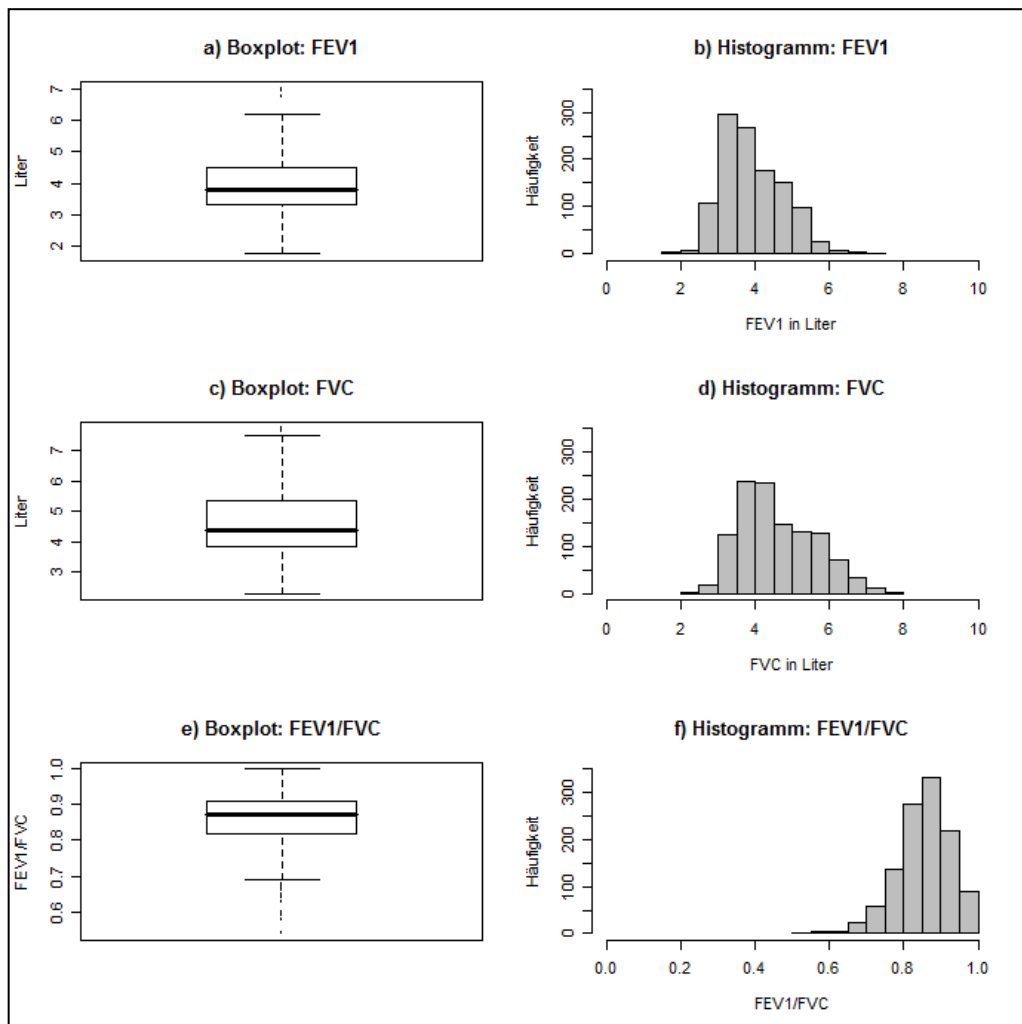 a) Boxplot: FEV1
Liter
2 3 4 5 6 7
b) Histogramm: FEV1
Häufigkeit
0 100 300
0 2 4 6 8 10
FEV1 in Liter
c) Boxplot: FVC
Liter
3 4 5 6 7
d) Histogramm: FVC
Häufigkeit
0 100 200 300
0 2 4 6 8 10
FVC in Liter
e) Boxplot: FEV1/FVC
FEV1/FVC
0.6 0.7 0.8 0.9 1.0
f) Histogramm: FEV1/FVC
Häufigkeit
0 100 300
0.0 0.2 0.4 0.6 0.8 1.0
FEV1/FVC